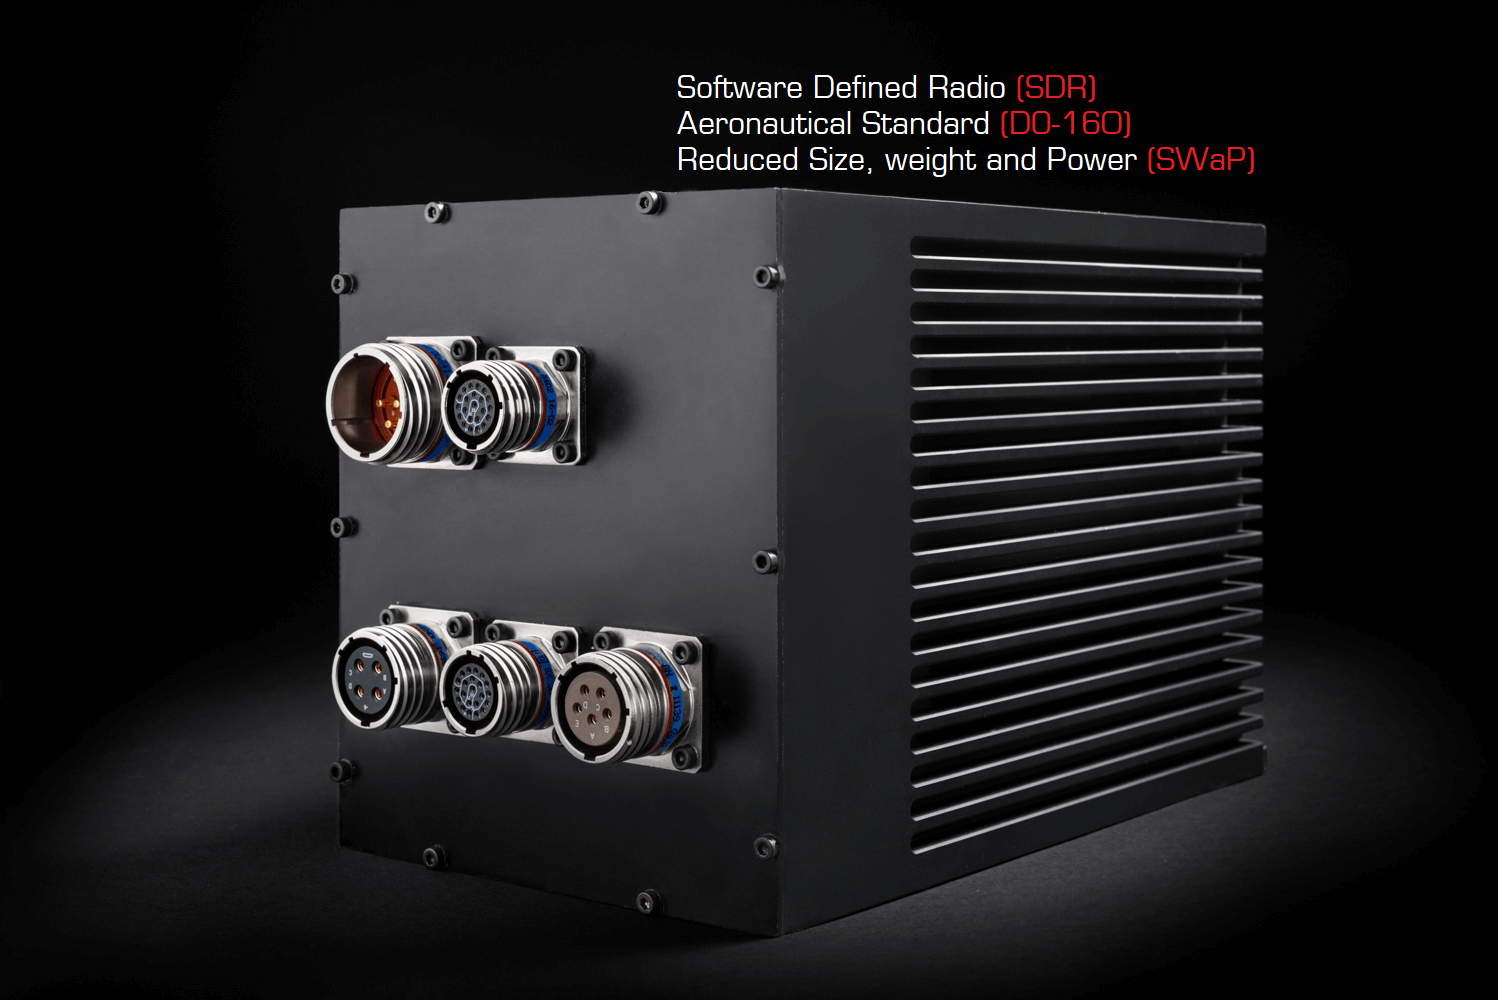 Software Defined Radio (SDR)
Aeronautical Standard (DO-160)
Reduced Size, weight and Power (SWaP)